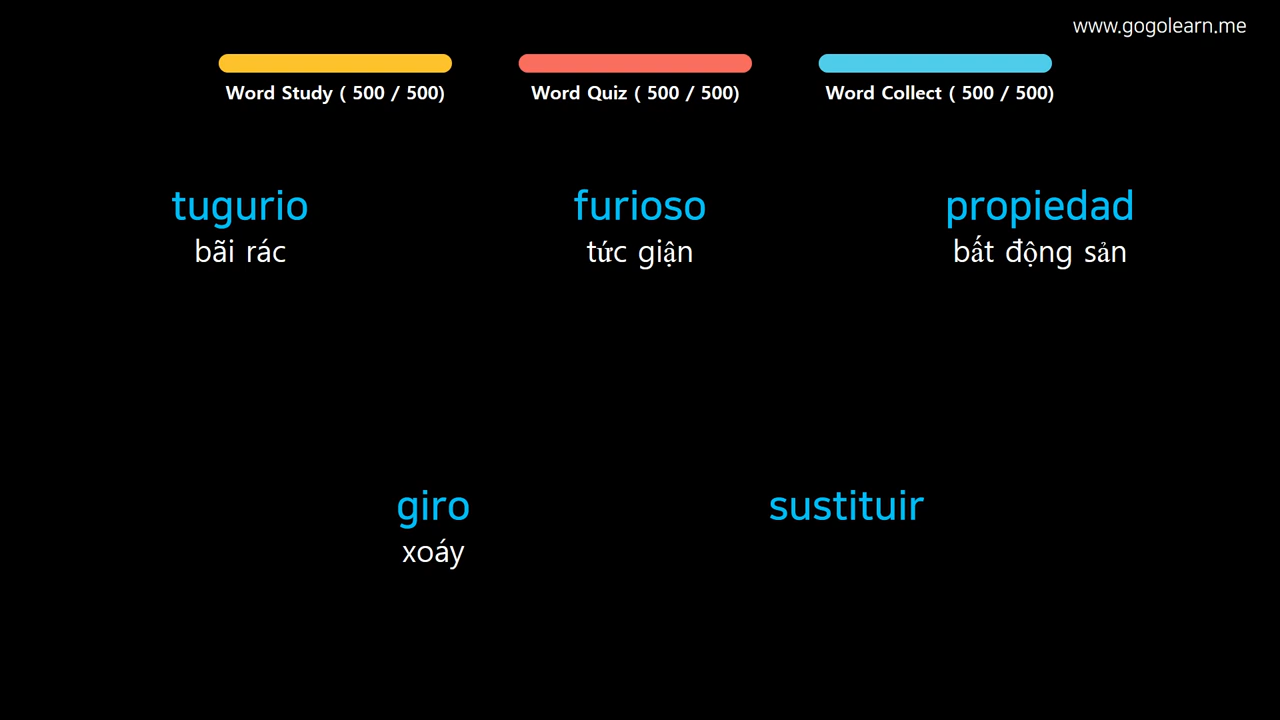 www.gogolearn.me
Word Study ( 500 / 500)
Word Quiz ( 500 / 500)
Word Collect ( 500 / 500)
tugurio
bãi rác
furioso
tức giận
propiedad
bất động sản
giro
xoáy
sustituir